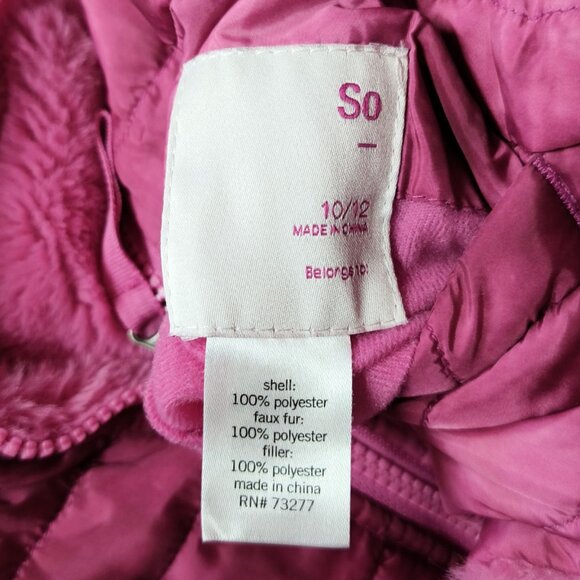 So
10/12
MADE IN CHINA
Belongs to:
shell:
100% polyester
faux fur:
100% polyester
filler:
100% polyester
made in china
RN# 73277